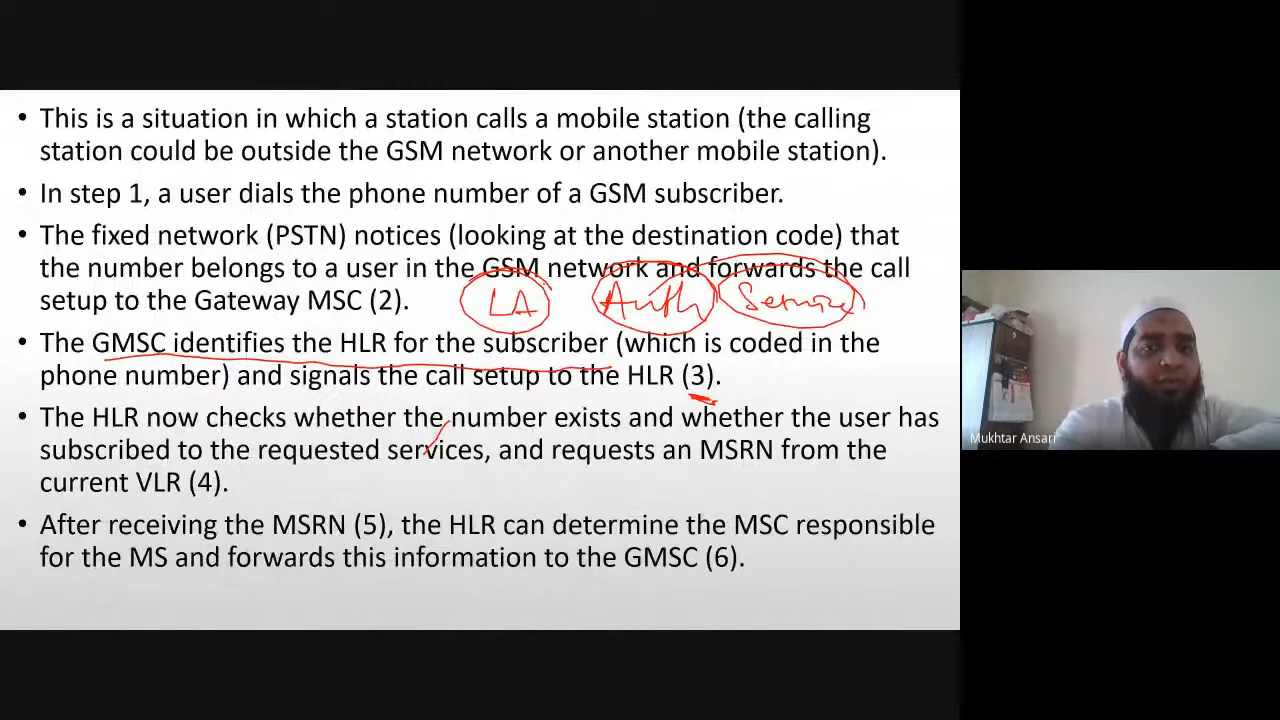 • This is a situation in which a station calls a mobile station (the calling
station could be outside the GSM network or another mobile station).
• In step 1, a user dials the phone number of a GSM subscriber.
• The fixed network (PSTN) notices (looking at the destination code) that
the number belongs to a user in the GSM network and forwards the call
setup to the Gateway MSC (2).
LA Auth Service
• The GMSC identifies the HLR for the subscriber (which is coded in the
phone number) and signals the call setup to the HLR (3).
• The HLR now checks whether the number exists and whether the user has
subscribed to the requested services, and requests an MSRN from the
current VLR (4).
• After receiving the MSRN (5), the HLR can determine the MSC responsible
for the MS and forwards this information to the GMSC (6).
Mukhtar Ansari